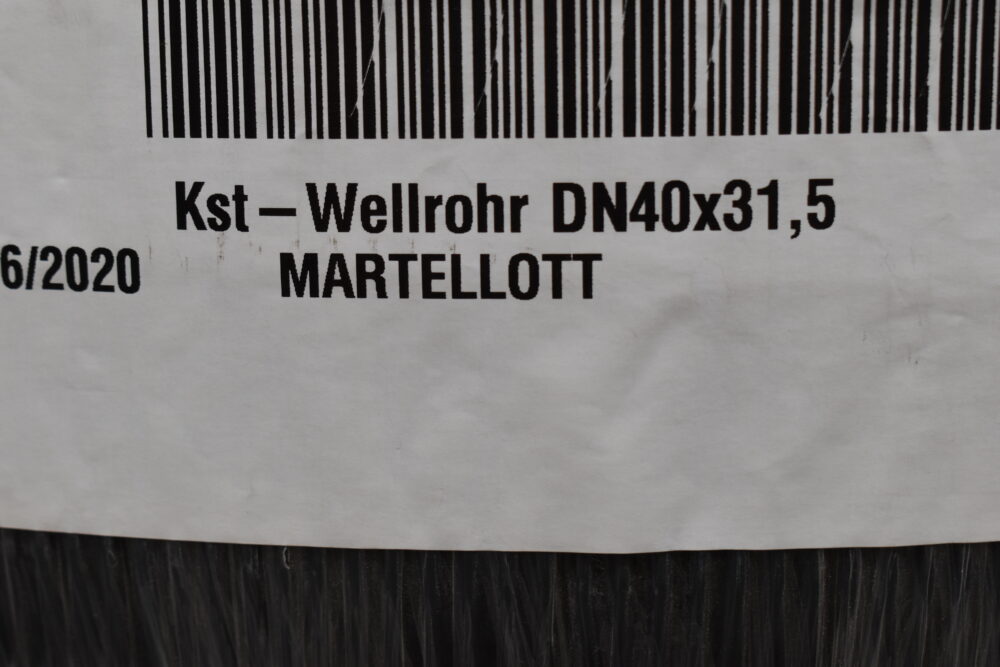 Kst – Wellrohr DN40x31,5
6/2020 MARTELLOTT